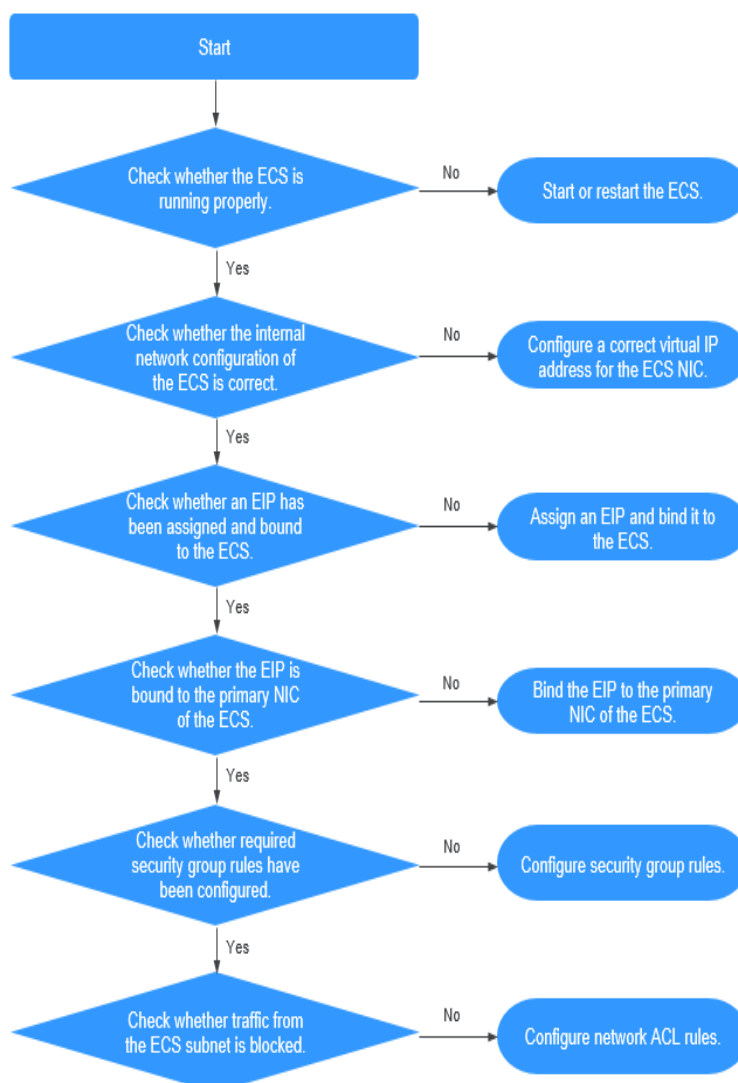 Start
Check whether the ECS is
running properly.
No
Start or restart the ECS.
Yes
Check whether the internal
network configuration of
the ECS is correct.
No
Configure a correct virtual IP
address for the ECS NIC.
Yes
Check whether an EIP has
been assigned and bound
to the ECS.
No
Assign an EIP and bind it to
the ECS.
Yes
Check whether the EIP is
bound to the primary NIC
of the ECS.
No
Bind the EIP to the primary
NIC of the ECS.
Yes
Check whether required
security group rules have
been configured.
No
Configure security group rules.
Yes
Check whether traffic from
the ECS subnet is blocked.
No
Configure network ACL rules.